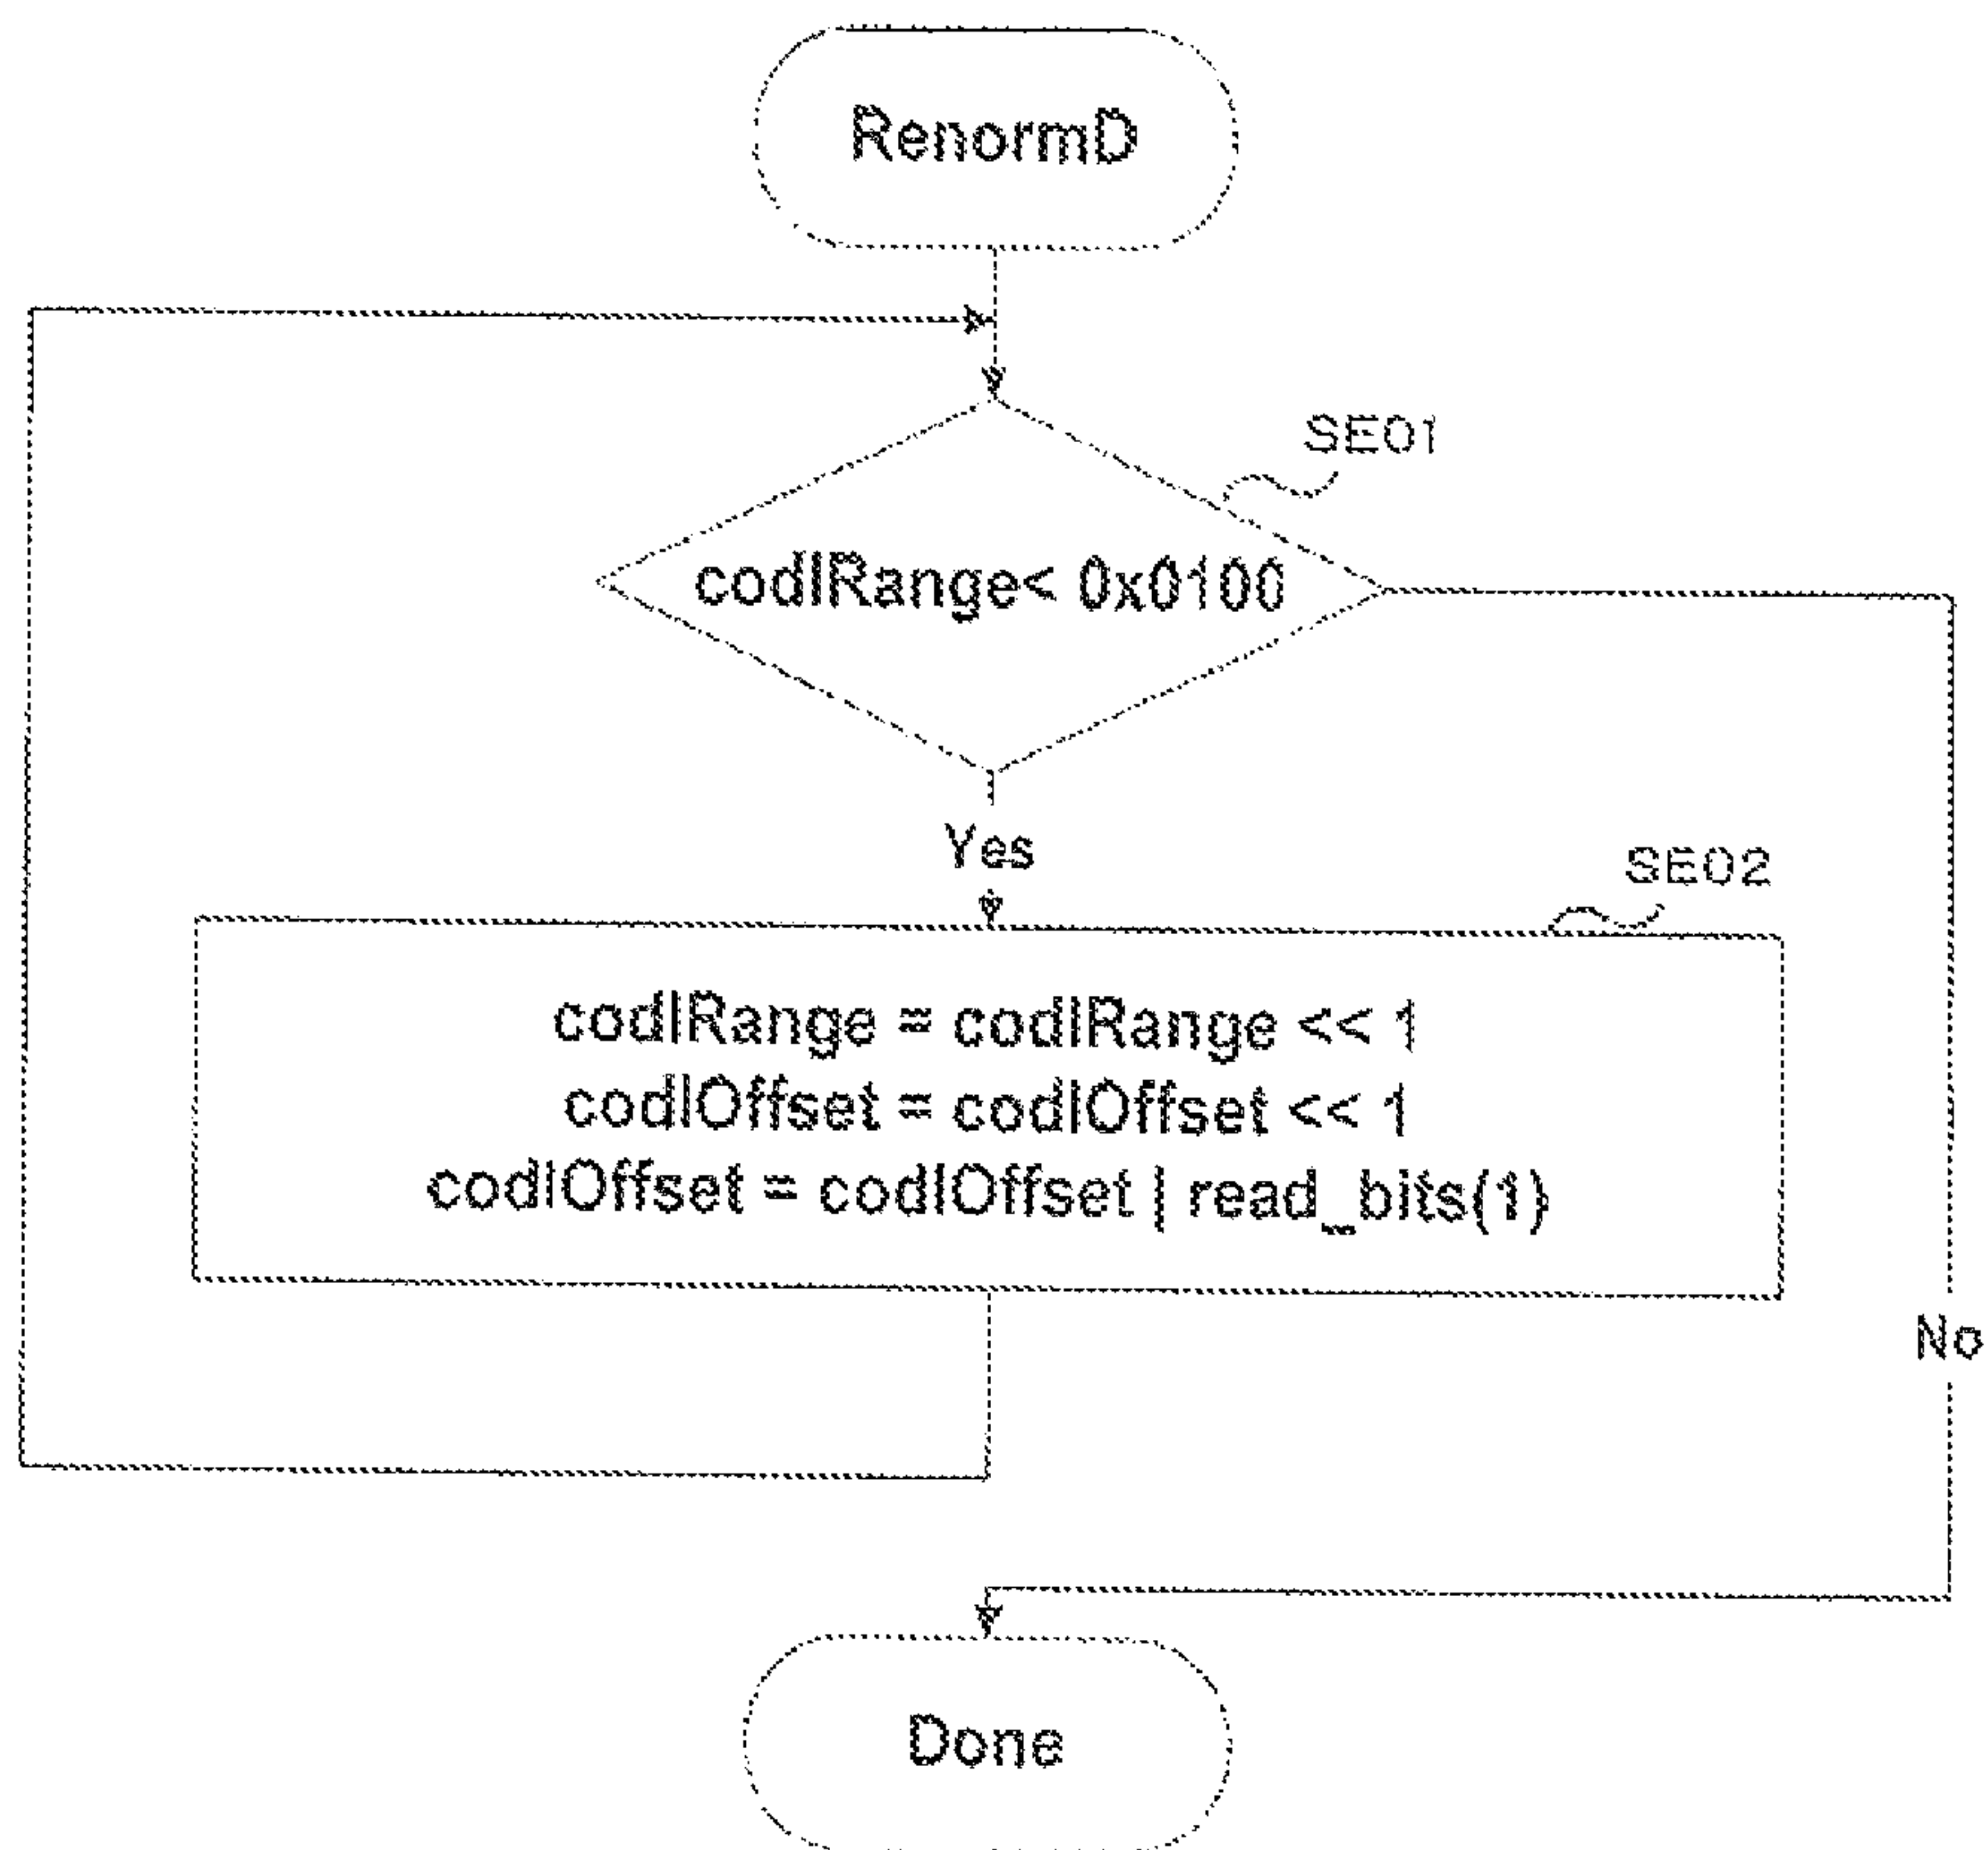 RenormD
SE01
codIRange< 0x0100
Yes
SE02
codIRange = codIRange << 1
codIOffset = codIOffset << 1
codIOffset = codIOffset | read_bits(1)
No
Done